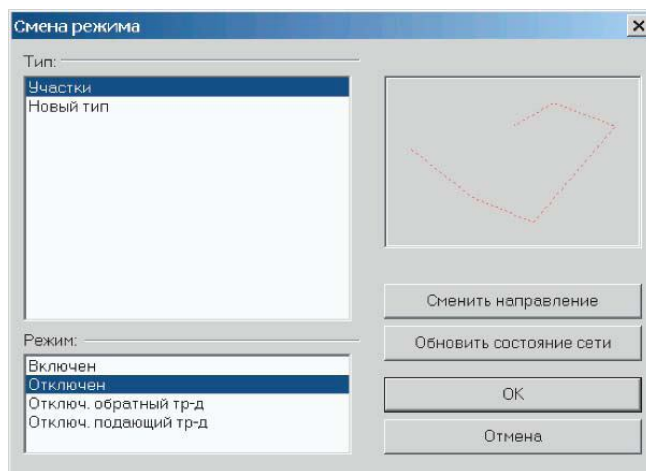 Смена режима
Тип:
Участки
Новый тип
Сменить направление
Обновить состояние сети
Режим:
Включен
Отключен
Отключ. обратный тр-д
Отключ. подающий тр-д
ОК
Отмена